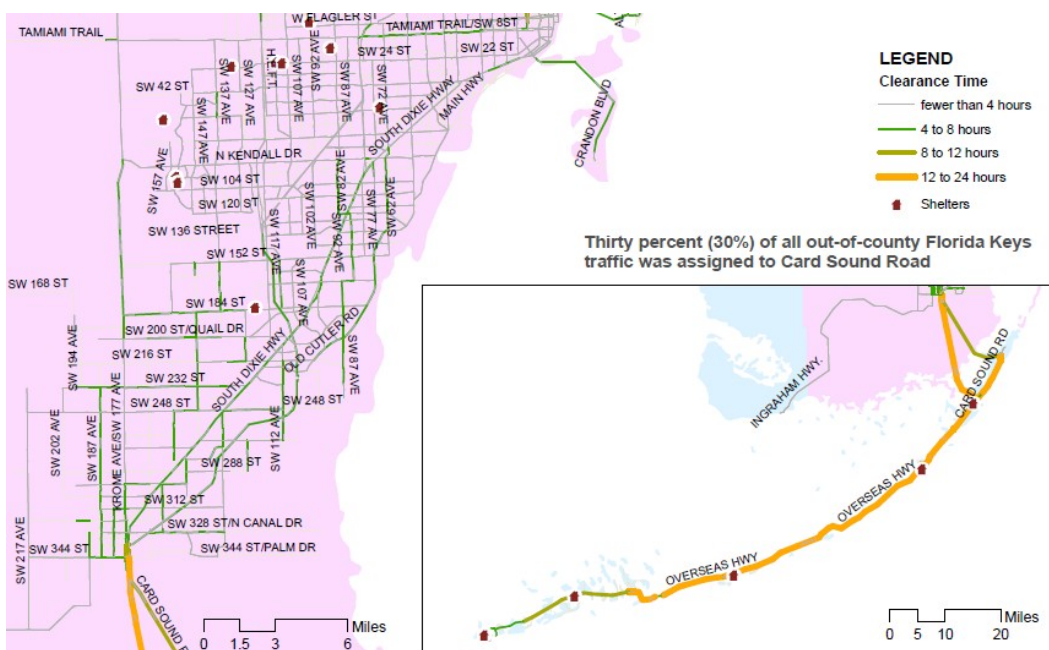 W FLAGLER ST
TAMIAMI TRAIL
TAMIAMI TRAIL/SW 8ST
SW 24 ST
SW 22 ST
H.E.F.T.
SW 92 AVE
SW 137 AVE
SW 127 AVE
SW 107 AVE
SW 87 AVE
SW 72 AVE
MAIN HWY
SW 42 ST
SOUTH DIXIE HWAY
CRANDON BLVD
SW 147 AVE
N KENDALL DR
SW 157 AVE
SW 104 ST
SW 82 AVE
SW 120 ST
SW 102 AVE
SW 77 AVE
SW 62 AVE
SW 136 STREET
SW 117 AVE
SW 92 AVE
SW 152 ST
SW 168 ST
SW 107 AVE
SW 184 ST
SW 200 ST/QUAIL DR
OLD CUTLER RD
SW 194 AVE
SW 216 ST
SOUTH DIXIE HWY
SW 87 AVE
SW 232 ST
SW 248 ST
SW 248 ST
SW 202 AVE
SW 187 AVE
KROME AVE/SW 177 AVE
SW 112 AVE
SW 288 ST
SW 312 ST
SW 217 AVE
SW 328 ST/N CANAL DR
SW 344 ST
SW 344 ST/PALM DR
CARD SOUND R
Miles
0 1.5 3 6
LEGEND
Clearance Time
fewer than 4 hours
4 to 8 hours
8 to 12 hours
12 to 24 hours
Shelters
Thirty percent (30%) of all out-of-county Florida Keys
traffic was assigned to Card Sound Road
INGRAHAM HWY.
CARD SOUND RD
OVERSEAS HWY
OVERSEAS HWY
Miles
0 5 10 20